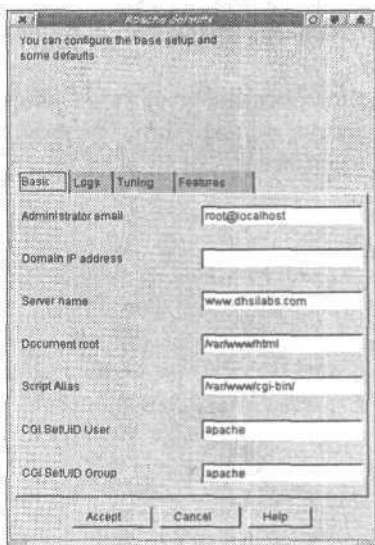 Apache defaults
You can configure the base setup and
some defaults
Basic Logs Tuning Features
Administrator email root@localhost
Domain IP address
Server name www.dhsilabs.com
Document root /var/www/html
Script Alias /var/www/cgi-bin/
CGI SetUID User apache
CGI SetUID Group apache
Accept Cancel Help